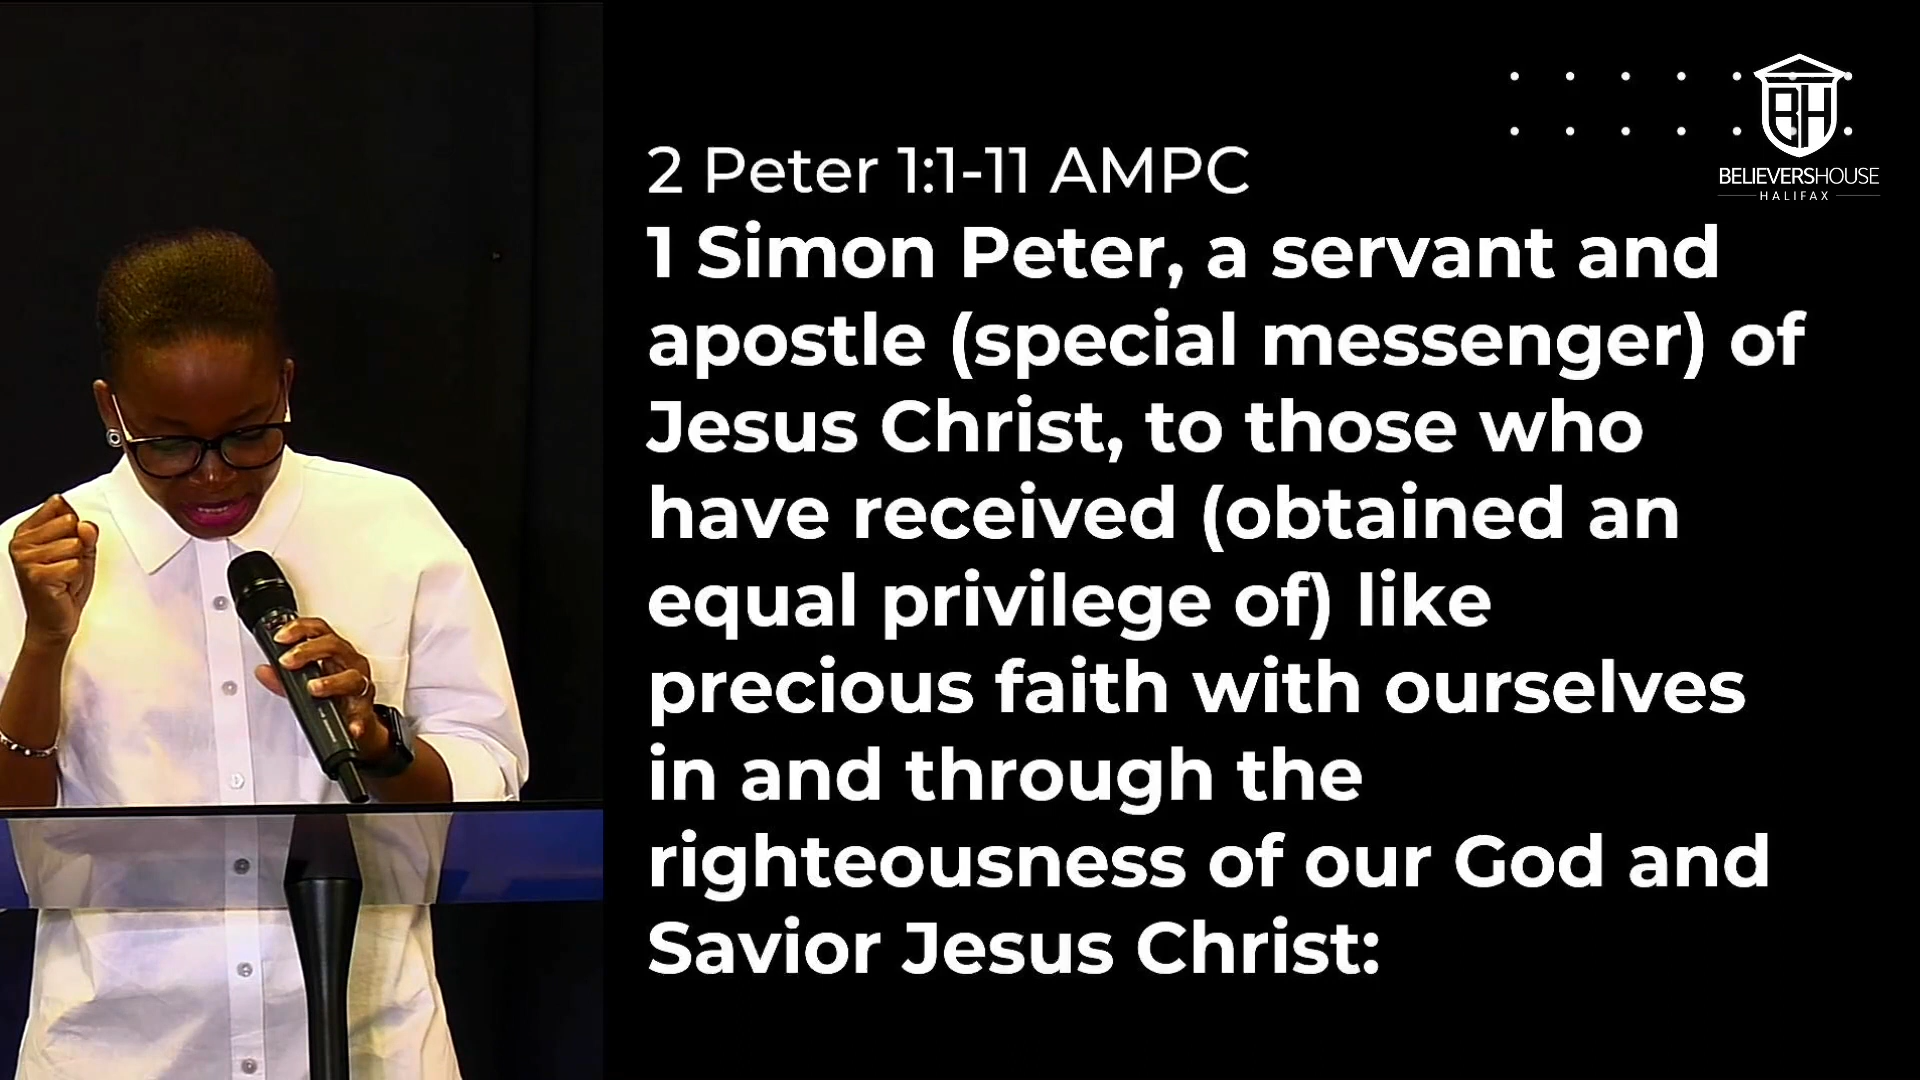 BH
BELIEVERSHOUSE
HALIFAX
2 Peter 1:1-11 AMPC
1 Simon Peter, a servant and
apostle (special messenger) of
Jesus Christ, to those who
have received (obtained an
equal privilege of) like
precious faith with ourselves
in and through the
righteousness of our God and
Savior Jesus Christ: